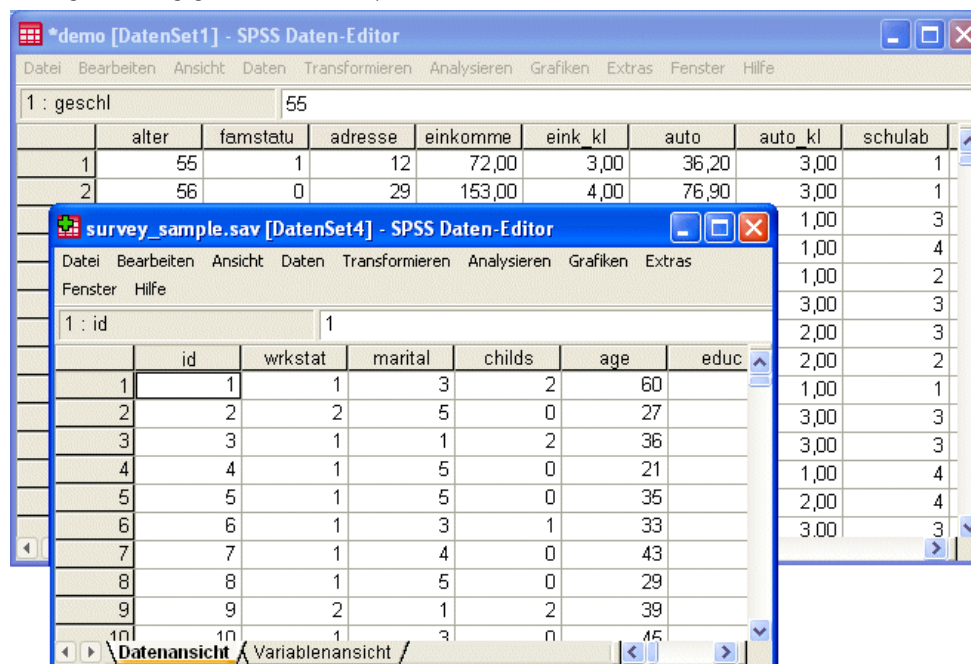 *demo [DatenSet1] - SPSS Daten-Editor
Datei Bearbeiten Ansicht Daten Transformieren Analysieren Grafiken Extras Fenster Hilfe
1 : geschl 55
alter famstatu adresse einkomme eink_kl auto auto_kl schulab
1 55 1 12 72,00 3,00 36,20 3,00 1
2 56 0 29 153,00 4,00 76,90 3,00 1
1,00 3
1,00 4
1,00 2
3,00 3
2,00 3
2,00 2
1,00 1
3,00 3
3,00 3
1,00 4
2,00 4
3,00 3
survey_sample.sav [DatenSet4] - SPSS Daten-Editor
Datei Bearbeiten Ansicht Daten Transformieren Analysieren Grafiken Extras
Fenster Hilfe
1 : id 1
id wrkstat marital childs age educ
1 1 1 3 2 60
2 2 2 5 0 27
3 3 1 1 2 36
4 4 1 5 0 21
5 5 1 5 0 35
6 6 1 3 1 33
7 7 1 4 0 43
8 8 1 5 0 29
9 9 2 1 2 39
10 10 1 3 0 45
Datenansicht Variablenansicht